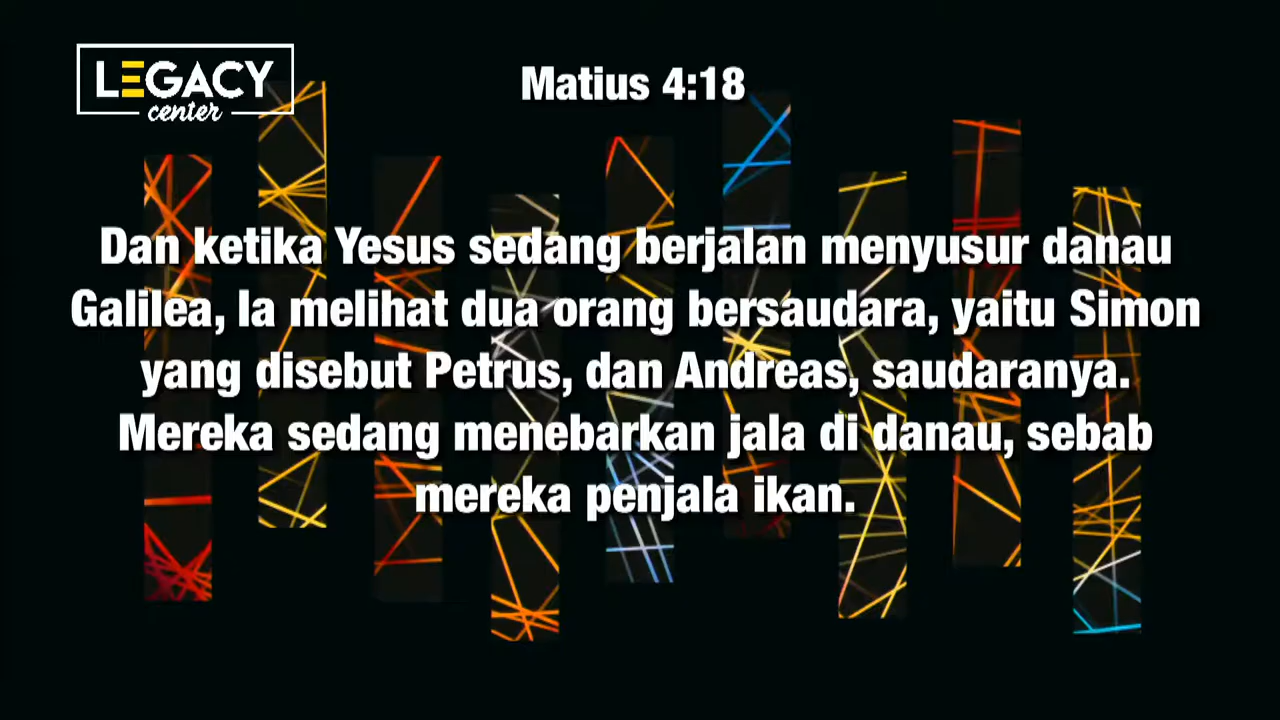 LEGACY
center
Matius 4:18
Dan ketika Yesus sedang berjalan menyusur danau
Galilea, Ia melihat dua orang bersaudara, yaitu Simon
yang disebut Petrus, dan Andreas, saudaranya.
Mereka sedang menebarkan jala di danau, sebab
mereka penjala ikan.